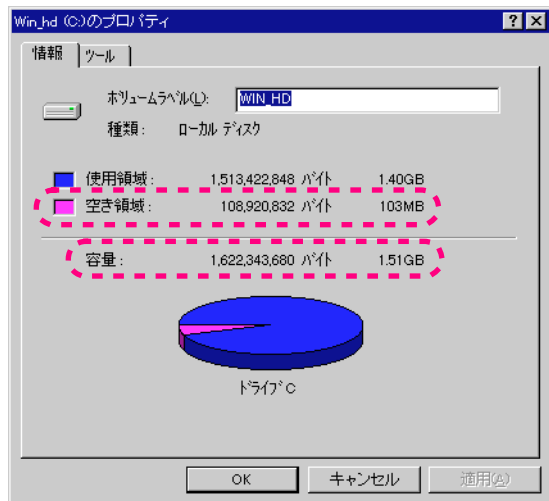 Win_hd (C:)のプロパティ
情報 ツール
ボリュームラベル(L): WIN_HD
種類: ローカル ディスク
使用領域: 1,513,422,848 バイト 1.40GB
空き領域: 108,920,832 バイト 103MB
容量: 1,622,343,680 バイト 1.51GB
ドライブ C
OK キャンセル 適用(A)